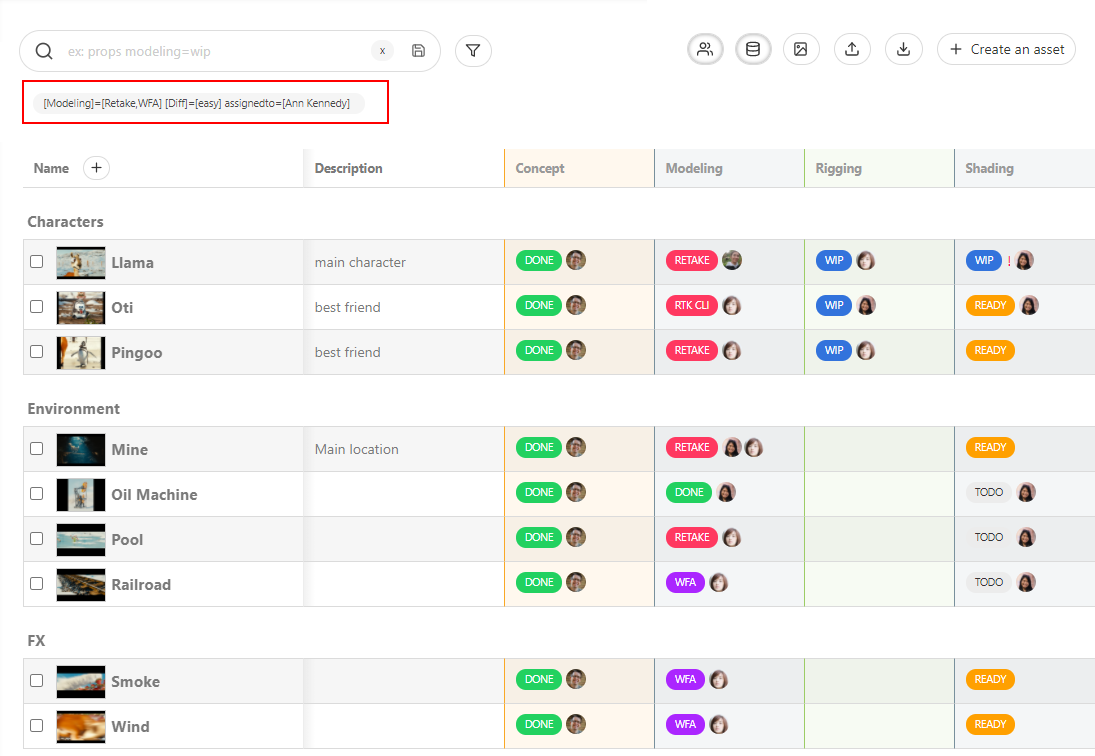 ex: props modeling=wip x
+ Create an asset
[Modeling]=[Retake,WFA] [Diff]=[easy] assignedto=[Ann Kennedy]
Name + Description Concept Modeling Rigging Shading
Characters
Llama main character DONE RETAKE WIP WIP !
Oti best friend DONE RTK CLI WIP READY
Pingoo best friend DONE RETAKE WIP READY
Environment
Mine Main location DONE RETAKE READY
Oil Machine DONE DONE TODO
Pool DONE RETAKE TODO
Railroad DONE WFA TODO
FX
Smoke DONE WFA READY
Wind DONE WFA READY